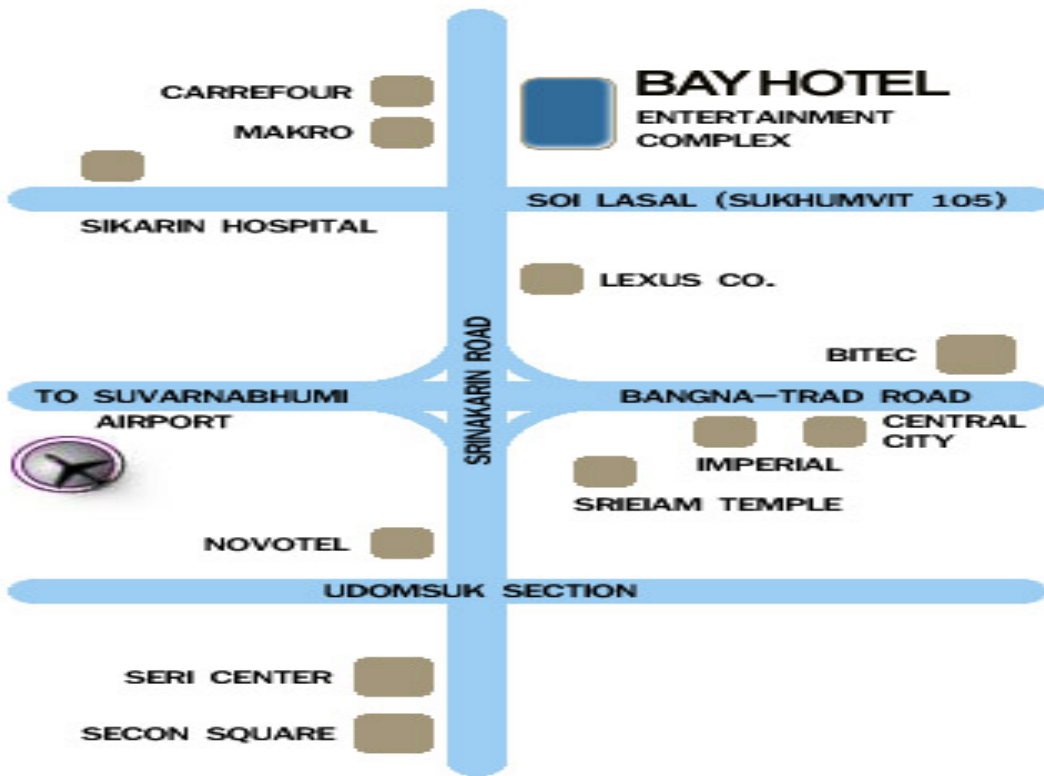 CARREFOUR
BAY HOTEL
ENTERTAINMENT
COMPLEX
MAKRO
SOI LASAL (SUKHUMVIT 105)
SIKARIN HOSPITAL
LEXUS CO.
SRINAKARIN ROAD
BITEC
TO SUVARNABHUMI
AIRPORT
BANGNA-TRAD ROAD
CENTRAL
CITY
IMPERIAL
SRIEIAM TEMPLE
NOVOTEL
UDOMSUK SECTION
SERI CENTER
SECON SQUARE